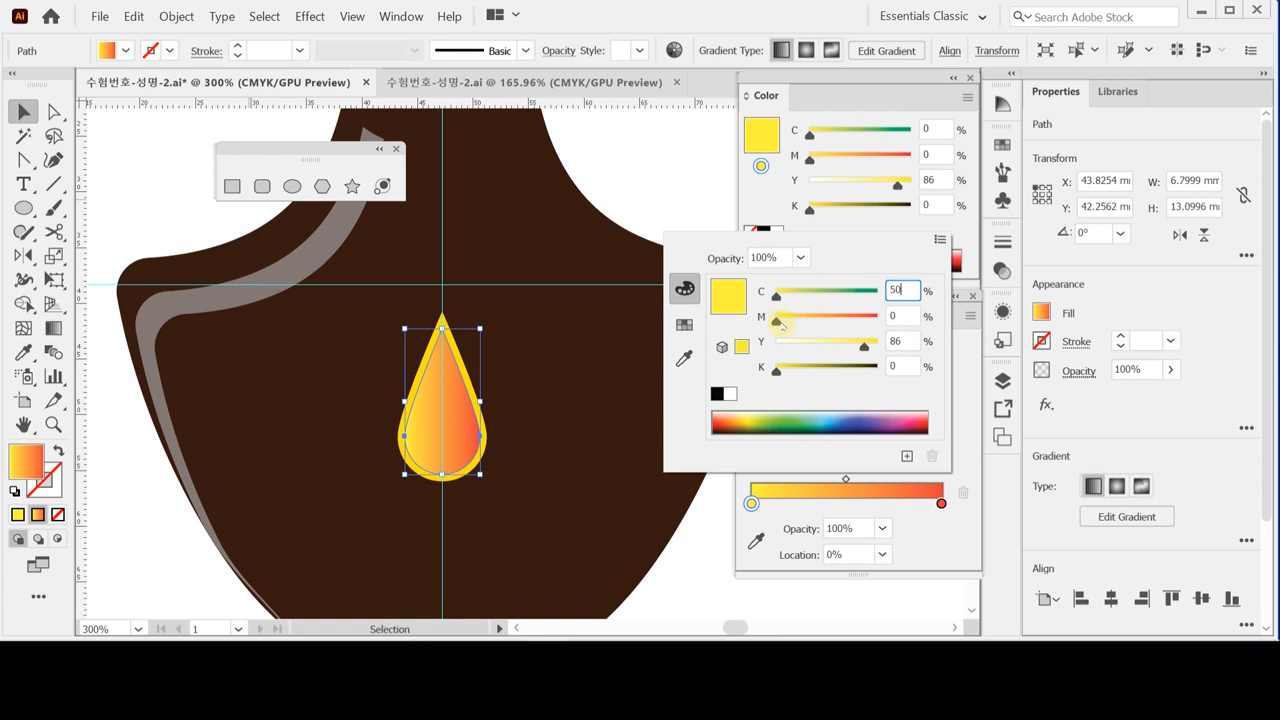 Ai File Edit Object Type Select Effect View Window Help Essentials Classic Search Adobe Stock
Path Stroke: Basic Opacity Style: Gradient Type: Edit Gradient Align Transform
수험번호-성명-2.ai* @ 300% (CMYK/GPU Preview) 수험번호-성명-2.ai @ 165.96% (CMYK/GPU Preview)
Color
Properties Libraries
Path
C 0 %
M 0 %
Y 86 %
K 0 %
Transform
X: 43.8254 m W: 6.7999 mm
Y: 42.2562 m H: 13.0996 m
0°
Opacity: 100%
C 50 %
M 0 %
Y 86 %
K 0 %
Appearance
Fill
Stroke
Opacity 100%
fx.
Gradient
Type:
Edit Gradient
Opacity: 100%
Location: 0%
Align
300% 1 Selection